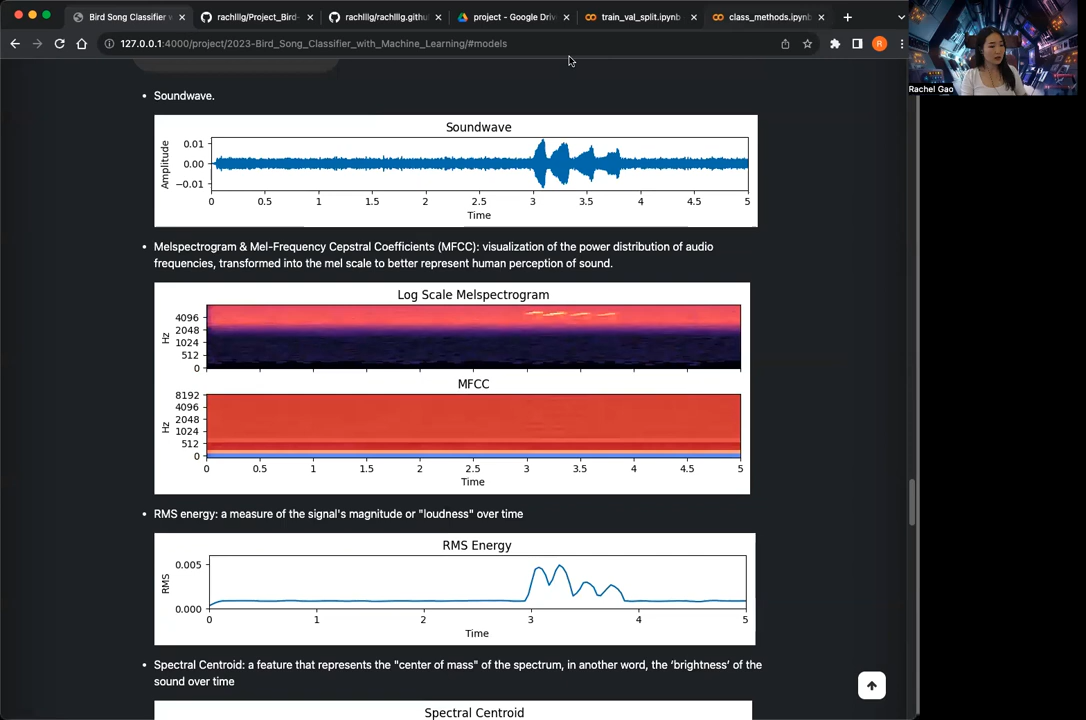 Bird Song Classifier w
rachlllg/Project_Bird-
rachlllg/rachlllg.githu
project - Google Driv
train_val_split.ipynb
class_methods.ipynb
127.0.0.1:4000/project/2023-Bird_Song_Classifier_with_Machine_Learning/#models
R
Rachel Gao
• Soundwave.
Soundwave
Amplitude
0.01
0.00
−0.01
0 0.5 1 1.5 2 2.5 3 3.5 4 4.5 5
Time
• Melspectrogram & Mel-Frequency Cepstral Coefficients (MFCC): visualization of the power distribution of audio
frequencies, transformed into the mel scale to better represent human perception of sound.
Log Scale Melspectrogram
Hz
4096
2048
1024
512
0
MFCC
Hz
8192
4096
2048
1024
512
0
0 0.5 1 1.5 2 2.5 3 3.5 4 4.5 5
Time
• RMS energy: a measure of the signal's magnitude or "loudness" over time
RMS Energy
RMS
0.005
0.000
0 1 2 3 4 5
Time
• Spectral Centroid: a feature that represents the "center of mass" of the spectrum, in another word, the ‘brightness’ of the
sound over time
Spectral Centroid